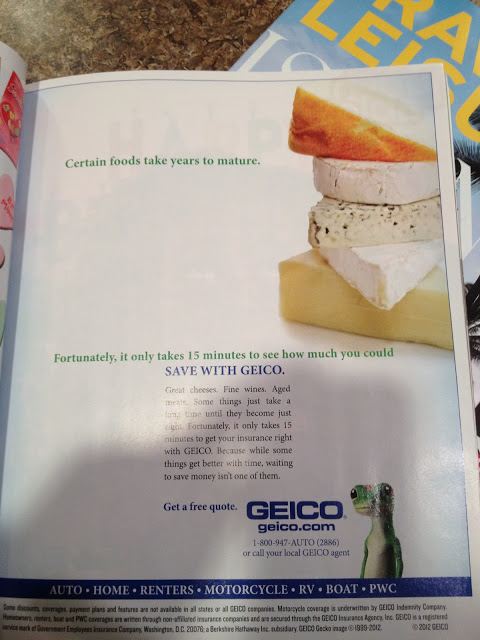 RAV
LEISU
LO
Certain foods take years to mature.
Fortunately, it only takes 15 minutes to see how much you could
SAVE WITH GEICO.
Great cheeses. Fine wines. Aged
meats. Some things just take a
long time until they become just
right. Fortunately, it only takes 15
minutes to get your insurance right
with GEICO. Because while some
things get better with time, waiting
to save money isn't one of them.
Get a free quote. GEICO®
geico.com
1-800-947-AUTO (2886)
or call your local GEICO agent
AUTO • HOME • RENTERS • MOTORCYCLE • RV • BOAT • PWC
Some discounts, coverages, payment plans and features are not available in all states or all GEICO companies. Motorcycle coverage is underwritten by GEICO Indemnity Company.
Homeowners, renters, boat and PWC coverages are written through non-affiliated insurance companies and are secured through the GEICO Insurance Agency, Inc. GEICO is a registered
service mark of Government Employees Insurance Company, Washington, D.C. 20076; a Berkshire Hathaway Inc. subsidiary. GEICO Gecko image © 1999-2012. © 2012 GEICO